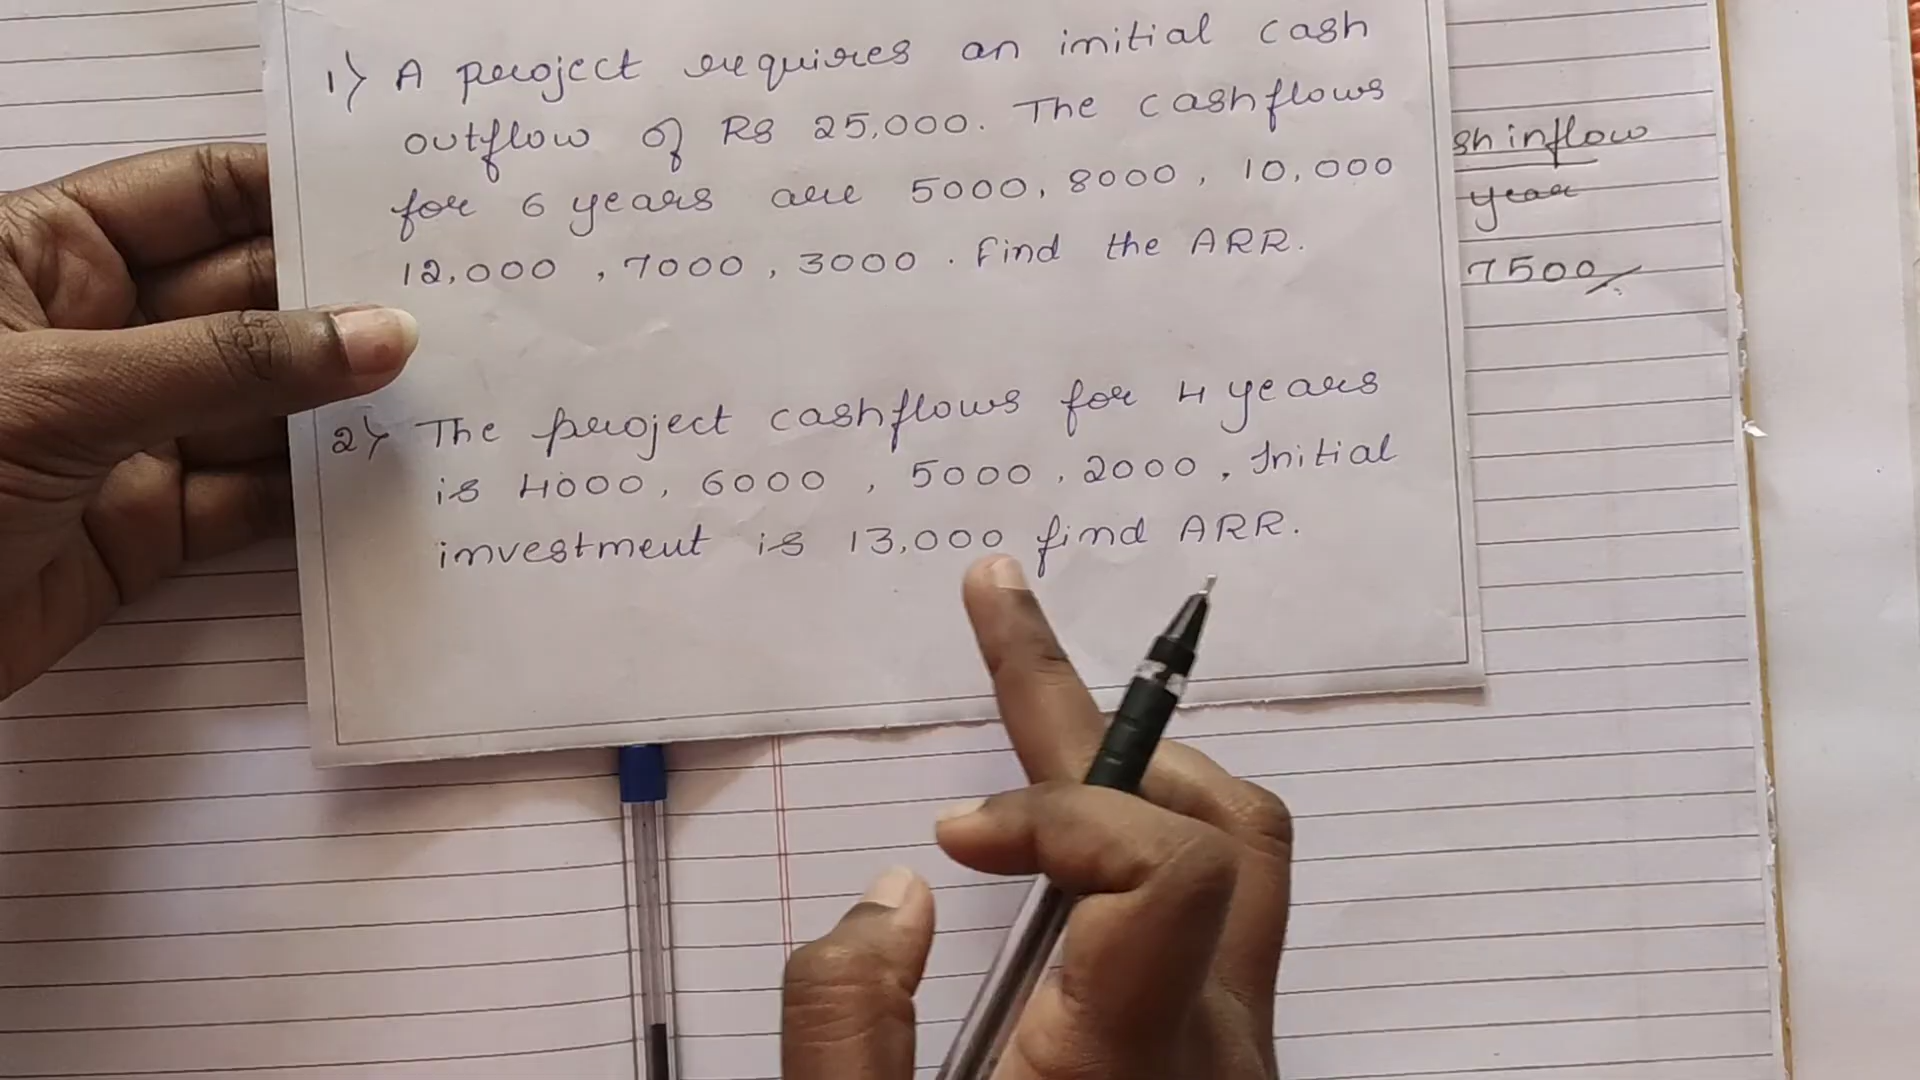 1) A project requires an initial cash
outflow of RS 25,000. The cashflows
for 6 years are 5000, 8000, 10,000
12,000, 7000, 3000. Find the ARR.
2) The project cashflows for 4 years
is 4000, 6000, 5000, 2000, Initial
investment is 13,000 find ARR.
sh inflow
year
7500/